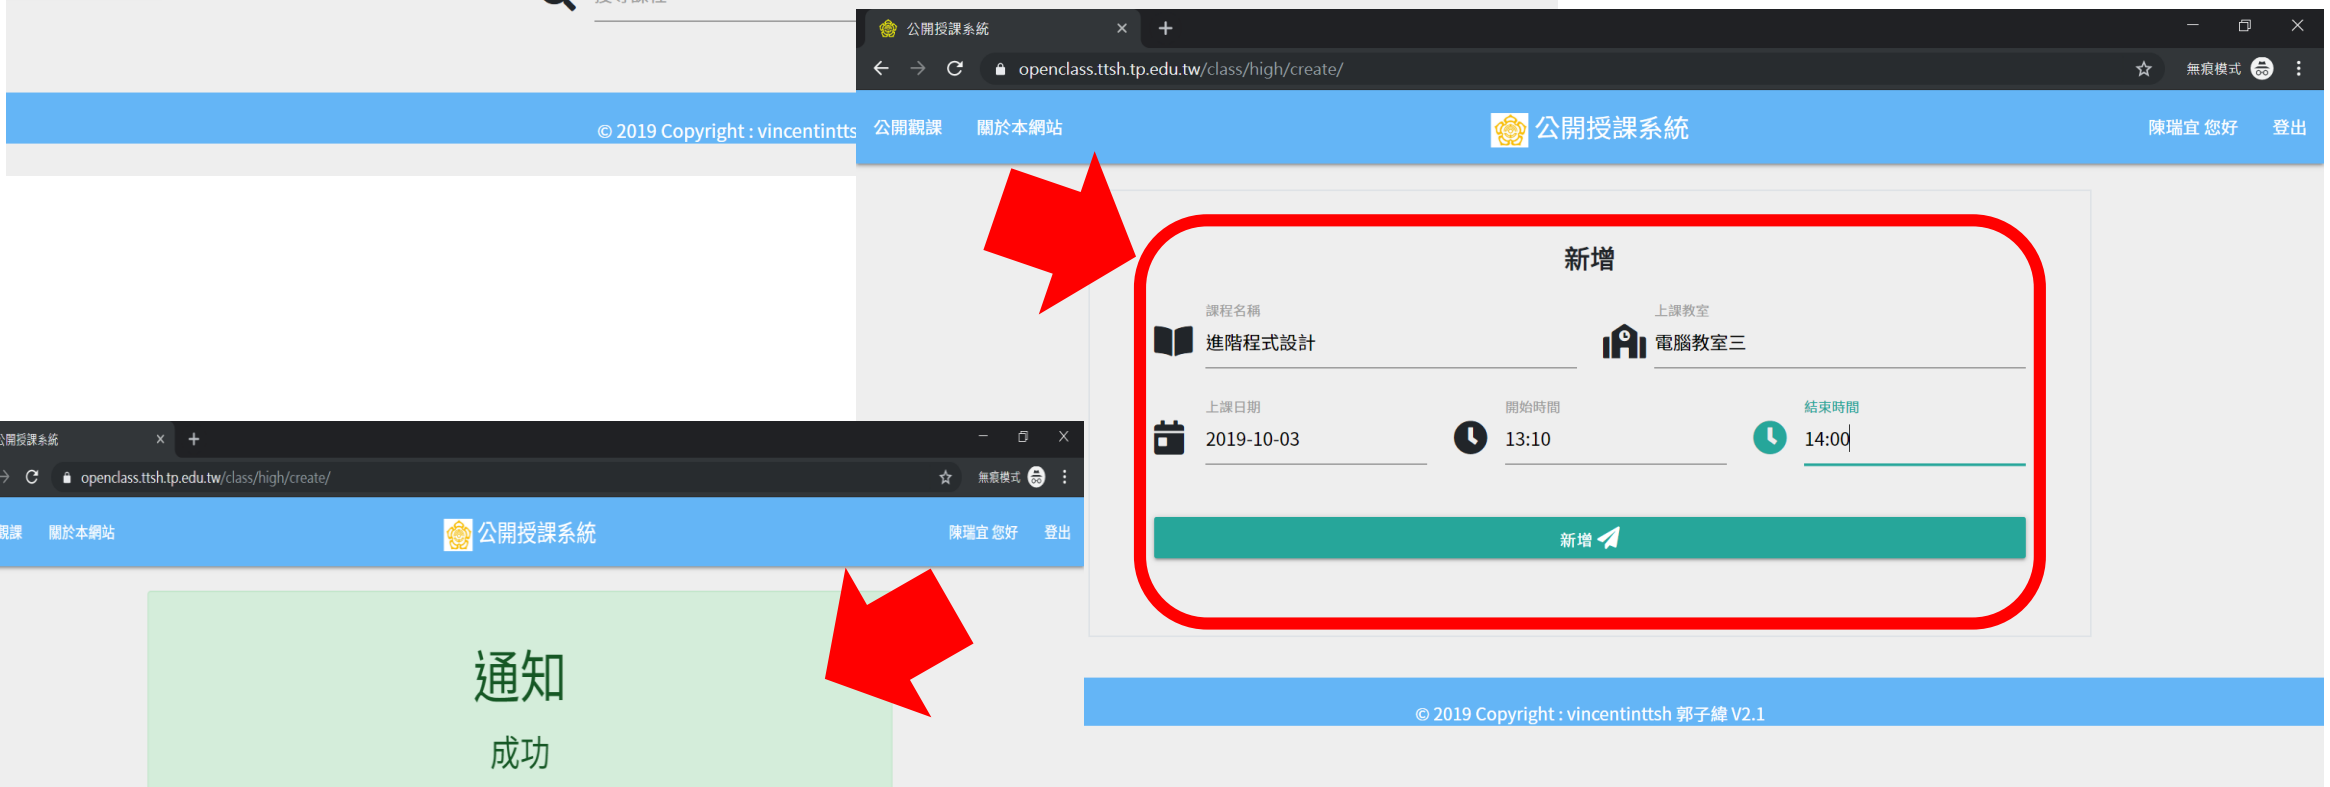 搜尋課程
© 2019 Copyright : vincentintts
公開授課系統
openclass.ttsh.tp.edu.tw/class/high/create/
無痕模式
公開觀課 關於本網站
公開授課系統
陳瑞宜 您好 登出
新增
課程名稱
進階程式設計
上課教室
電腦教室三
上課日期
2019-10-03
開始時間
13:10
結束時間
14:00
新增
© 2019 Copyright : vincentinttsh 郭子緯 V2.1
公開授課系統
openclass.ttsh.tp.edu.tw/class/high/create/
無痕模式
觀課 關於本網站
公開授課系統
陳瑞宜 您好 登出
通知
成功